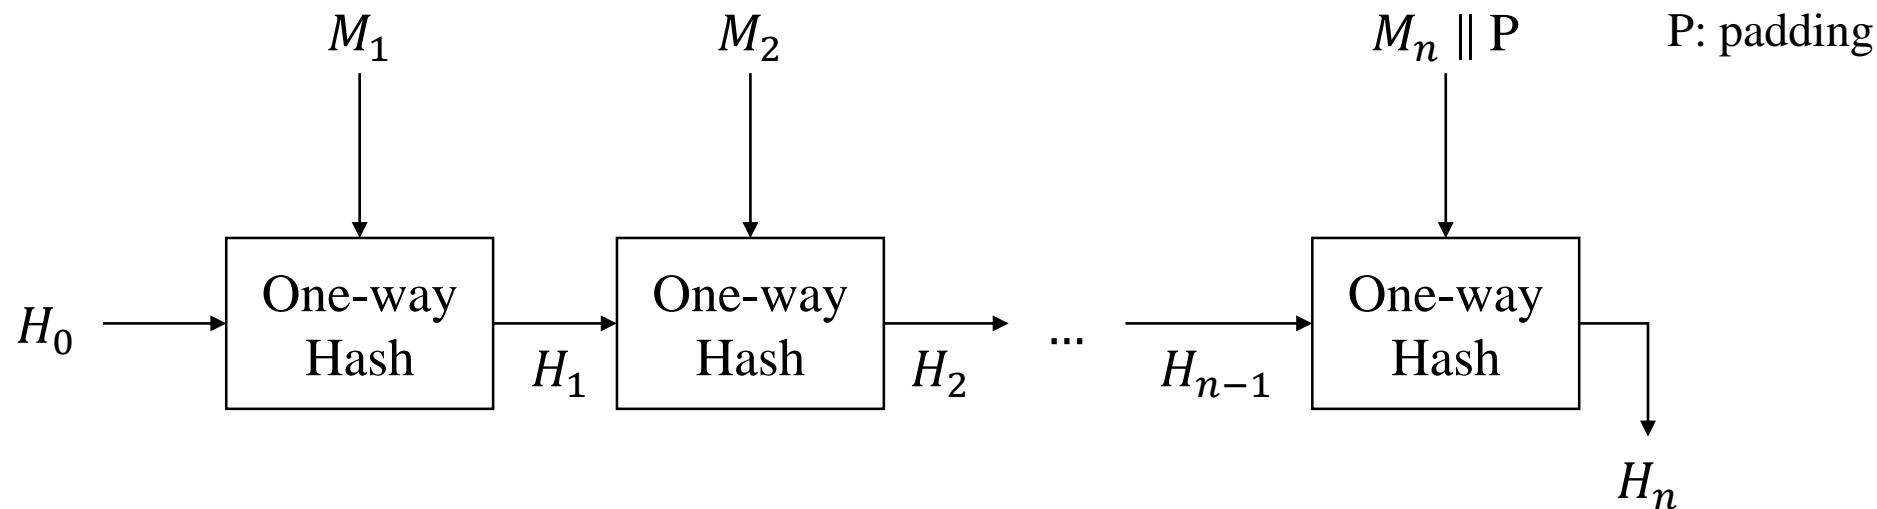 M₁
M₂
Mₙ ∥ P
P: padding
One-way
Hash
One-way
Hash
One-way
Hash
H₀
H₁
H₂
...
Hₙ₋₁
Hₙ